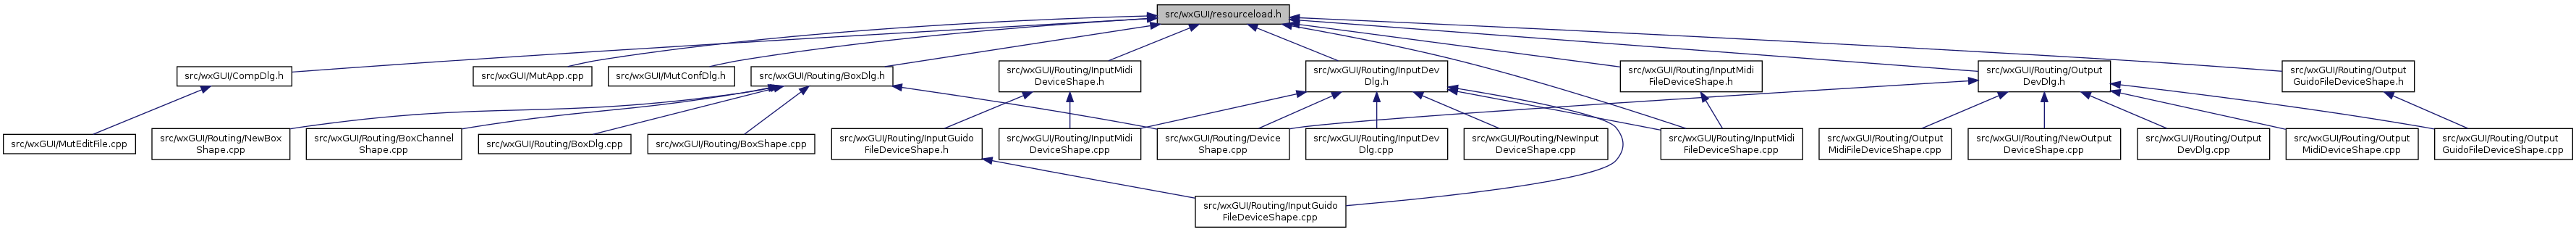 src/wxGUI/resourceload.h
src/wxGUI/CompDlg.h
src/wxGUI/MutApp.cpp
src/wxGUI/MutConfDlg.h
src/wxGUI/Routing/BoxDlg.h
src/wxGUI/Routing/InputMidi
DeviceShape.h
src/wxGUI/Routing/InputDev
Dlg.h
src/wxGUI/Routing/InputMidi
FileDeviceShape.h
src/wxGUI/Routing/Output
DevDlg.h
src/wxGUI/Routing/Output
GuidoFileDeviceShape.h
src/wxGUI/MutEditFile.cpp
src/wxGUI/Routing/NewBox
Shape.cpp
src/wxGUI/Routing/BoxChannel
Shape.cpp
src/wxGUI/Routing/BoxDlg.cpp
src/wxGUI/Routing/BoxShape.cpp
src/wxGUI/Routing/InputGuido
FileDeviceShape.h
src/wxGUI/Routing/InputMidi
DeviceShape.cpp
src/wxGUI/Routing/Device
Shape.cpp
src/wxGUI/Routing/InputDev
Dlg.cpp
src/wxGUI/Routing/NewInput
DeviceShape.cpp
src/wxGUI/Routing/InputMidi
FileDeviceShape.cpp
src/wxGUI/Routing/Output
MidiFileDeviceShape.cpp
src/wxGUI/Routing/NewOutput
DeviceShape.cpp
src/wxGUI/Routing/Output
DevDlg.cpp
src/wxGUI/Routing/Output
MidiDeviceShape.cpp
src/wxGUI/Routing/Output
GuidoFileDeviceShape.cpp
src/wxGUI/Routing/InputGuido
FileDeviceShape.cpp